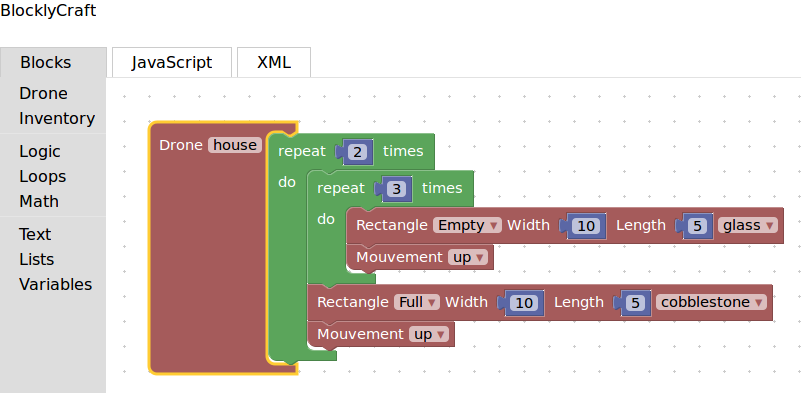 BlocklyCraft
Blocks JavaScript XML
Drone
Inventory
Logic
Loops
Math
Text
Lists
Variables
Drone house
repeat 2 times
do
repeat 3 times
do
Rectangle Empty Width 10 Length 5 glass
Mouvement up
Rectangle Full Width 10 Length 5 cobblestone
Mouvement up